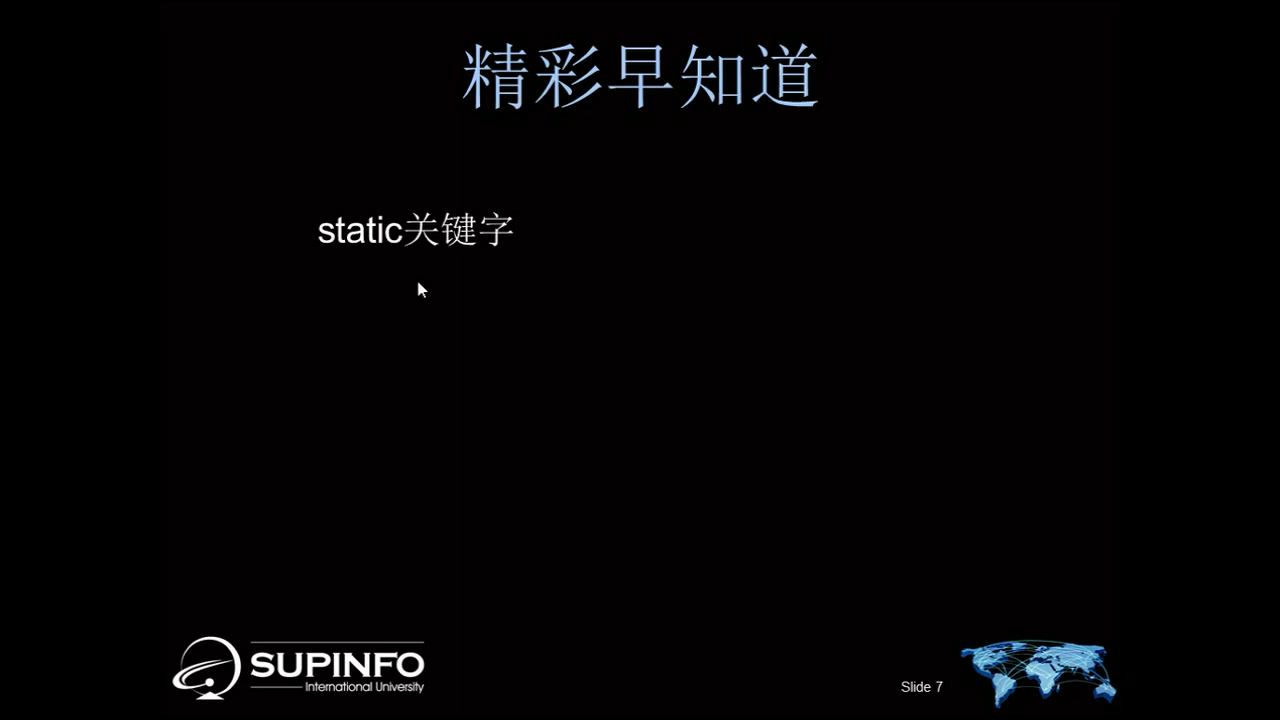 精彩早知道
static关键字
SUPINFO
International University
Slide 7